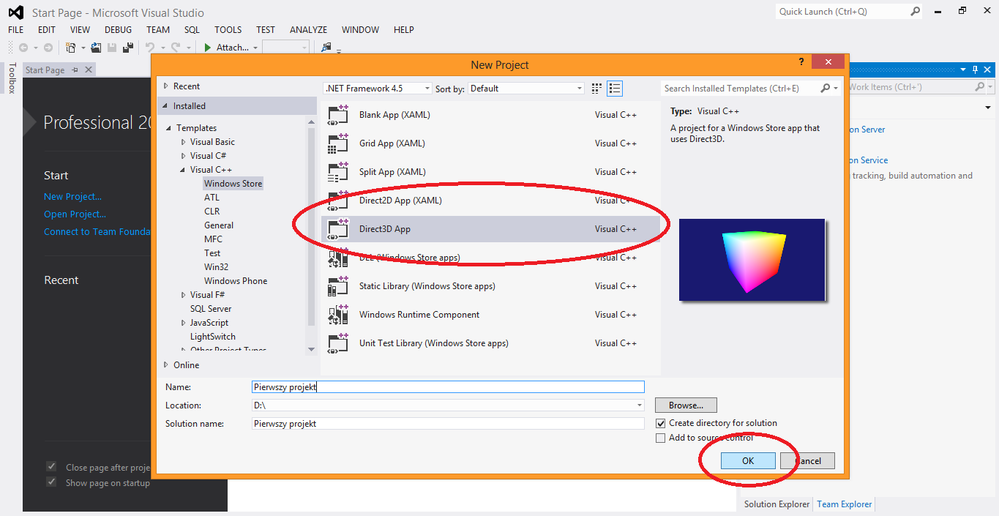 Start Page - Microsoft Visual Studio
Quick Launch (Ctrl+Q)
FILE EDIT VIEW DEBUG TEAM SQL TOOLS TEST ANALYZE WINDOW HELP
Attach...
Toolbox
Start Page
Professional 20
Start
New Project...
Open Project...
Connect to Team Founda
Recent
Close page after proje
Show page on startup
New Project
?
Recent
Installed
Templates
Visual Basic
Visual C#
Visual C++
Windows Store
ATL
CLR
General
MFC
Test
Win32
Windows Phone
Visual F#
SQL Server
JavaScript
LightSwitch
Other Project Types
Online
.NET Framework 4.5 Sort by: Default
Search Installed Templates (Ctrl+E)
Blank App (XAML) Visual C++
Grid App (XAML) Visual C++
Split App (XAML) Visual C++
Direct2D App (XAML) Visual C++
Direct3D App Visual C++
DLL (Windows Store apps) Visual C++
Static Library (Windows Store apps) Visual C++
Windows Runtime Component Visual C++
Unit Test Library (Windows Store apps) Visual C++
Type: Visual C++
A project for a Windows Store app that
uses Direct3D.
Name: Pierwszy projekt
Location: D:\
Browse...
Solution name: Pierwszy projekt
Create directory for solution
Add to source control
OK Cancel
Work Items (Ctrl+')
on Server
on Service
tracking, build automation and
Solution Explorer Team Explorer